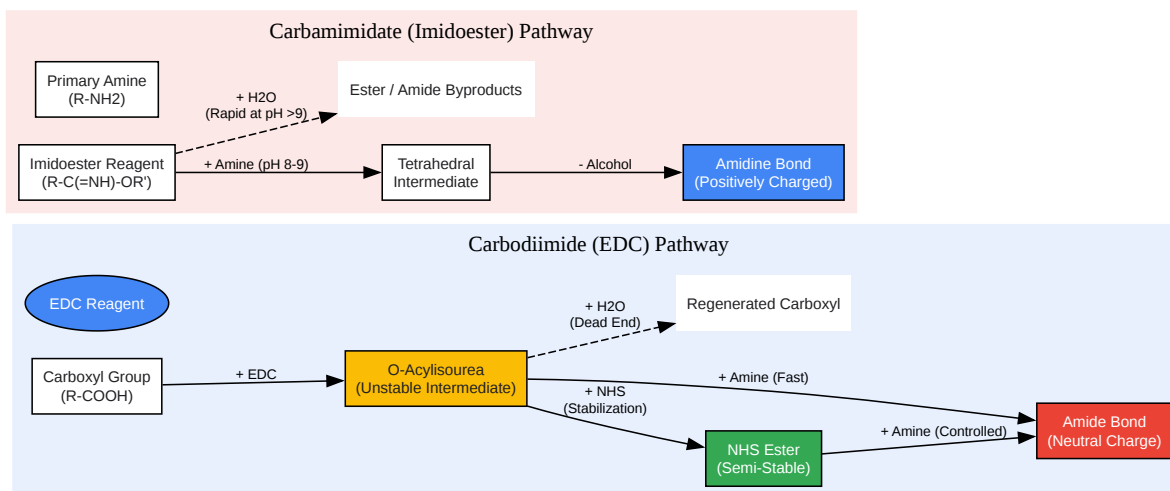 Carbamimidate (Imidoester) Pathway
Primary Amine
(R-NH2)
+ H2O
(Rapid at pH >9)
Ester / Amide Byproducts
Imidoester Reagent
(R-C(=NH)-OR')
+ Amine (pH 8-9)
Tetrahedral
Intermediate
- Alcohol
Amidine Bond
(Positively Charged)
Carbodiimide (EDC) Pathway
EDC Reagent
+ H2O
(Dead End)
Regenerated Carboxyl
Carboxyl Group
(R-COOH)
+ EDC
O-Acylisourea
(Unstable Intermediate)
+ Amine (Fast)
+ NHS
(Stabilization)
NHS Ester
(Semi-Stable)
+ Amine (Controlled)
Amide Bond
(Neutral Charge)